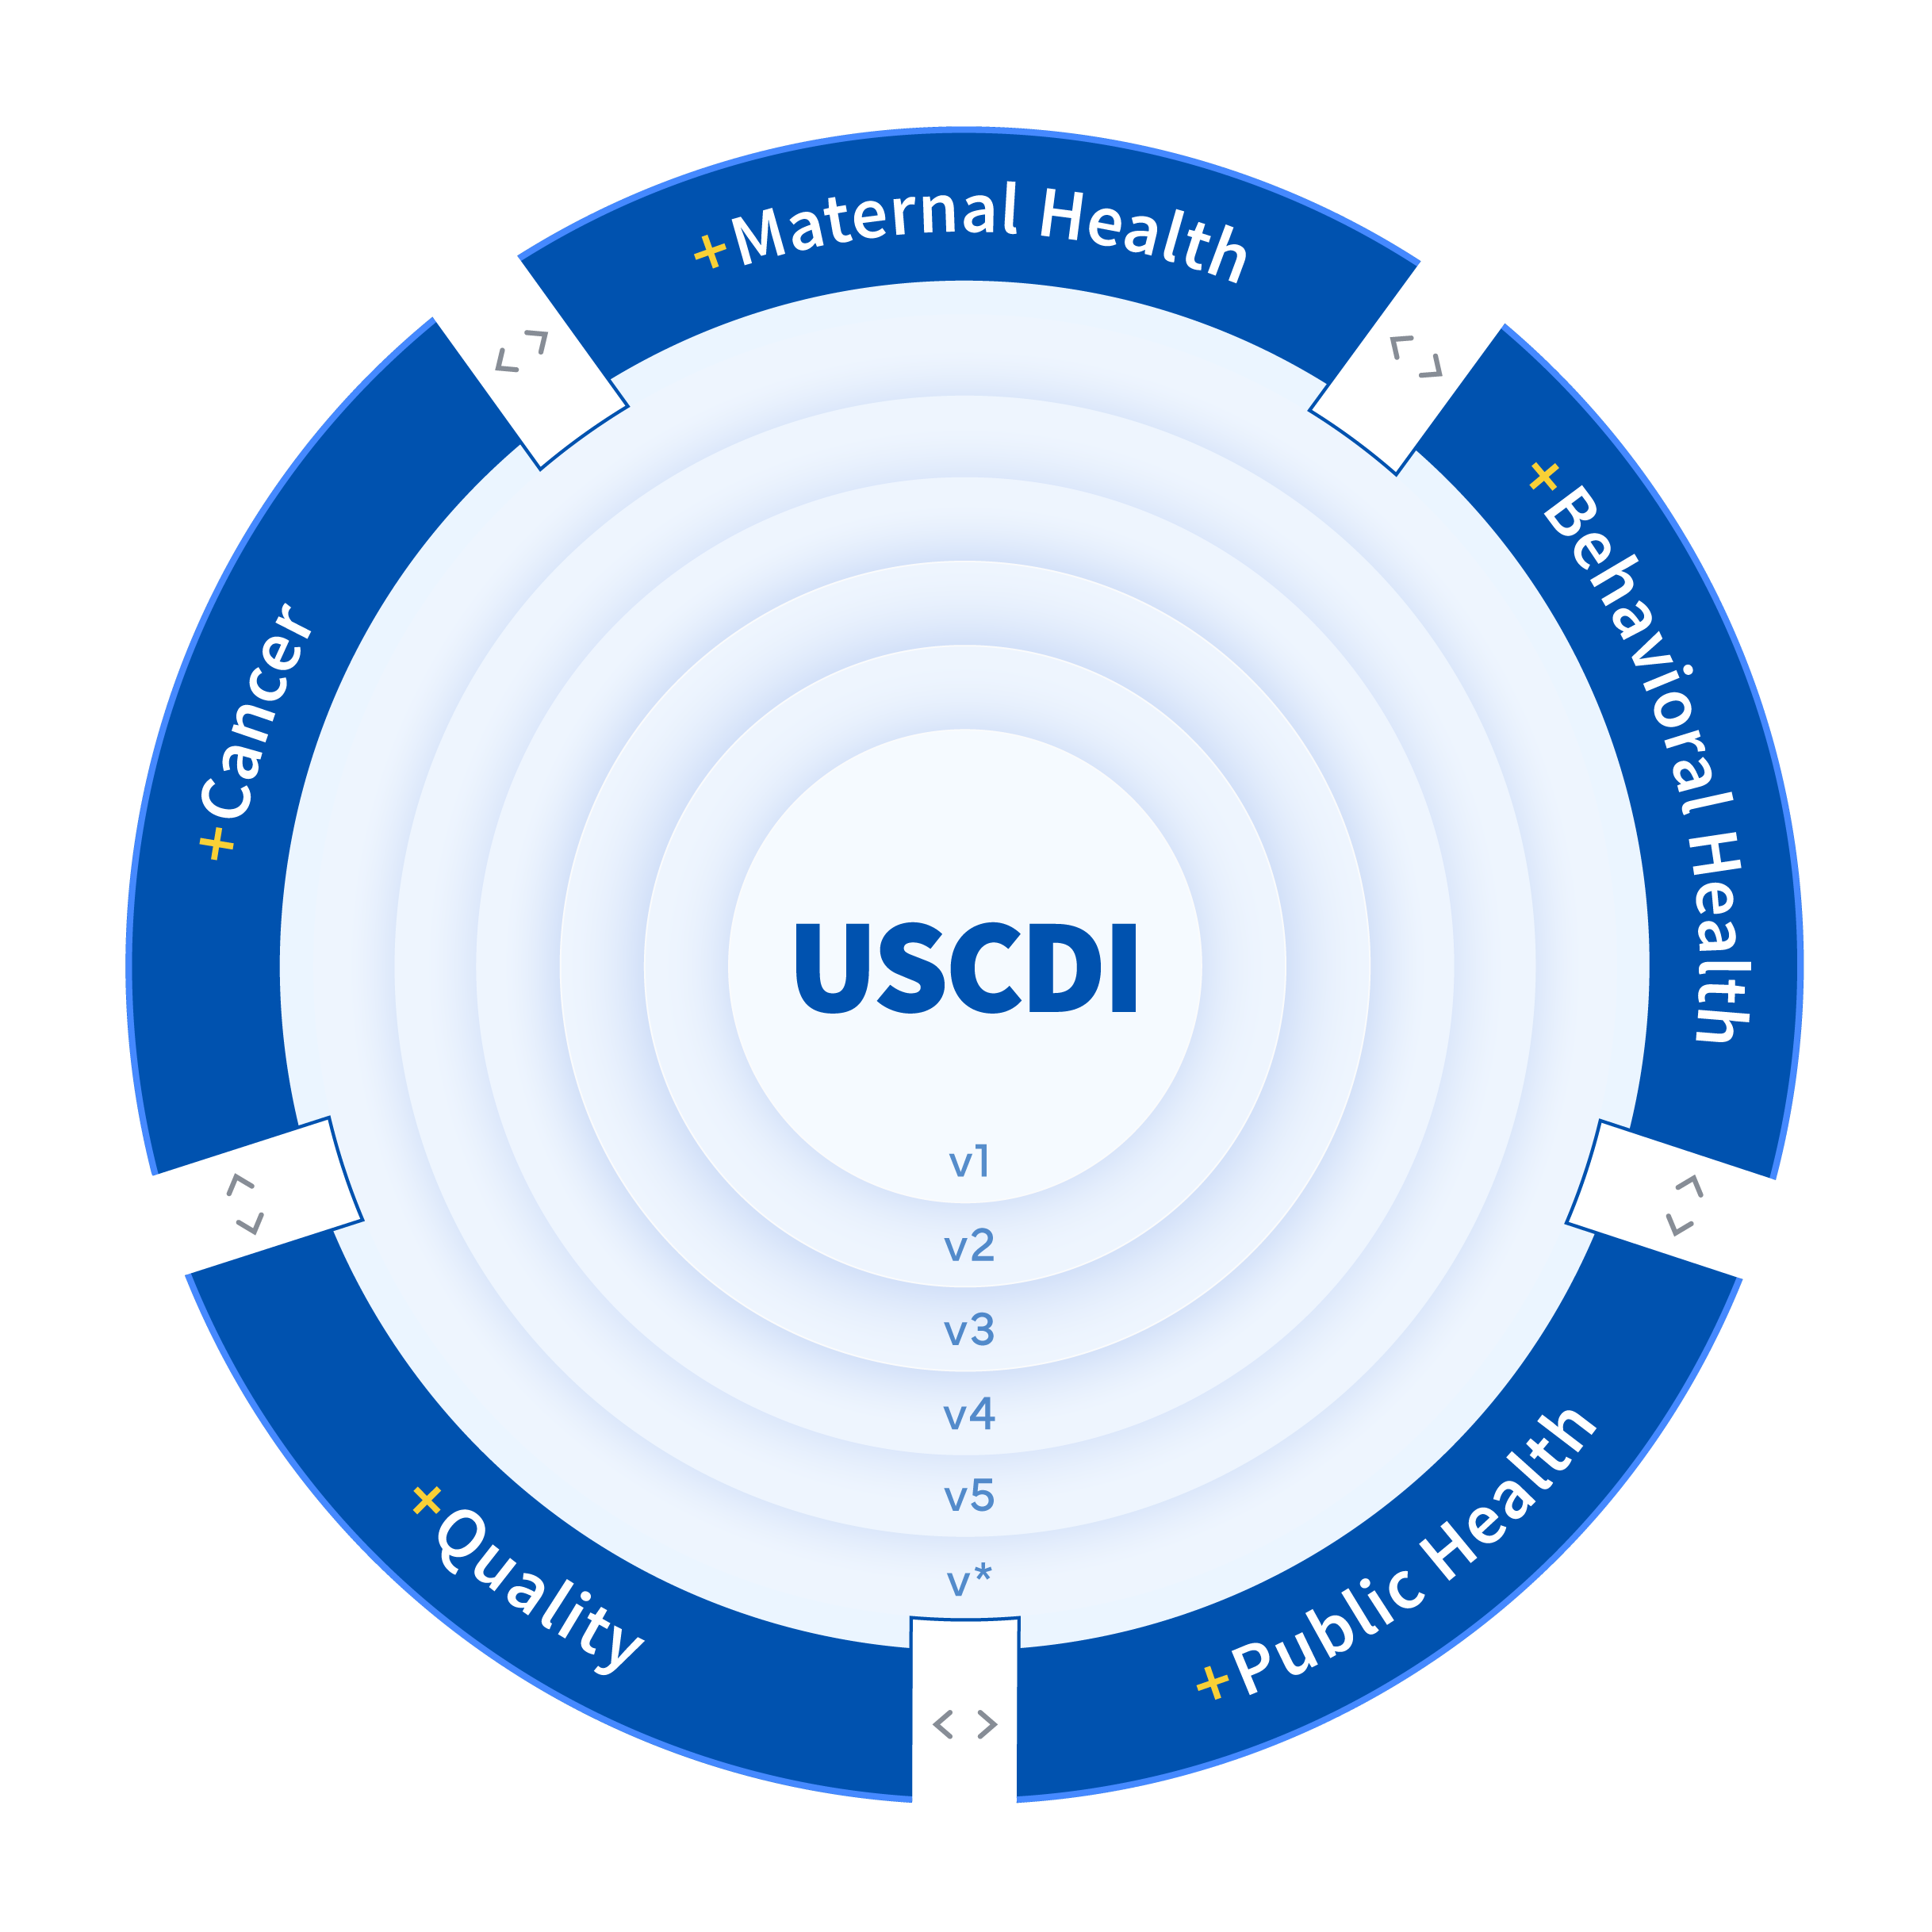 +Maternal Health
+Behavioral Health
+Cancer
USCDI
v1
v2
v3
v4
v5
v*
+Quality
+Public Health